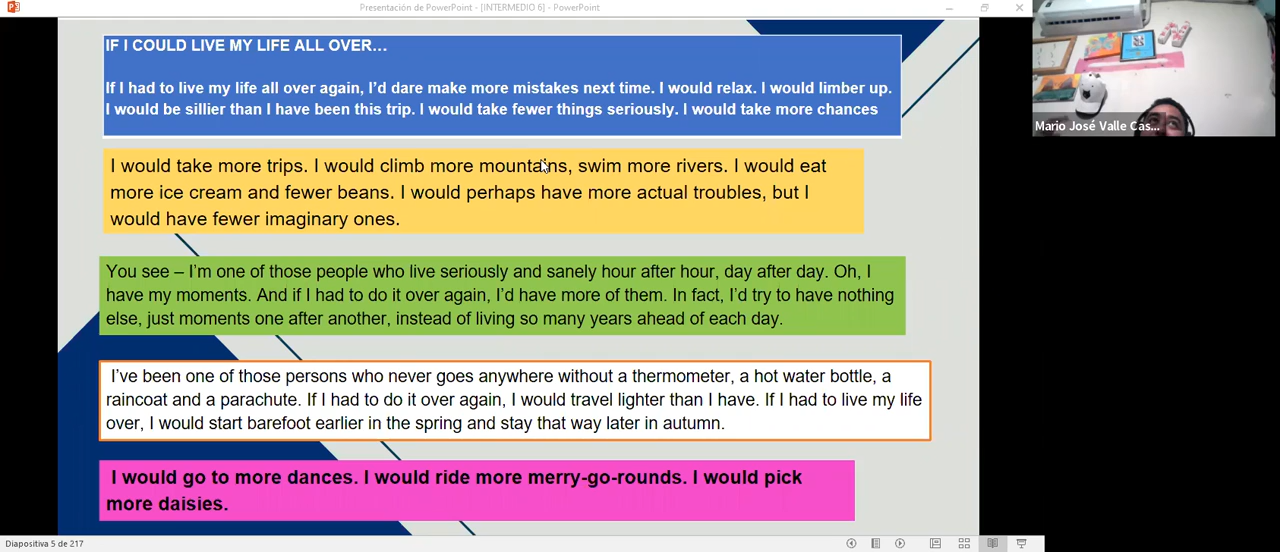 Presentación de PowerPoint - [INTERMEDIO 6] - PowerPoint
IF I COULD LIVE MY LIFE ALL OVER…
If I had to live my life all over again, I’d dare make more mistakes next time. I would relax. I would limber up.
I would be sillier than I have been this trip. I would take fewer things seriously. I would take more chances
I would take more trips. I would climb more mountains, swim more rivers. I would eat
more ice cream and fewer beans. I would perhaps have more actual troubles, but I
would have fewer imaginary ones.
You see – I’m one of those people who live seriously and sanely hour after hour, day after day. Oh, I
have my moments. And if I had to do it over again, I’d have more of them. In fact, I’d try to have nothing
else, just moments one after another, instead of living so many years ahead of each day.
I’ve been one of those persons who never goes anywhere without a thermometer, a hot water bottle, a
raincoat and a parachute. If I had to do it over again, I would travel lighter than I have. If I had to live my life
over, I would start barefoot earlier in the spring and stay that way later in autumn.
I would go to more dances. I would ride more merry-go-rounds. I would pick
more daisies.
Mario José Valle Cas...
Diapositiva 5 de 217